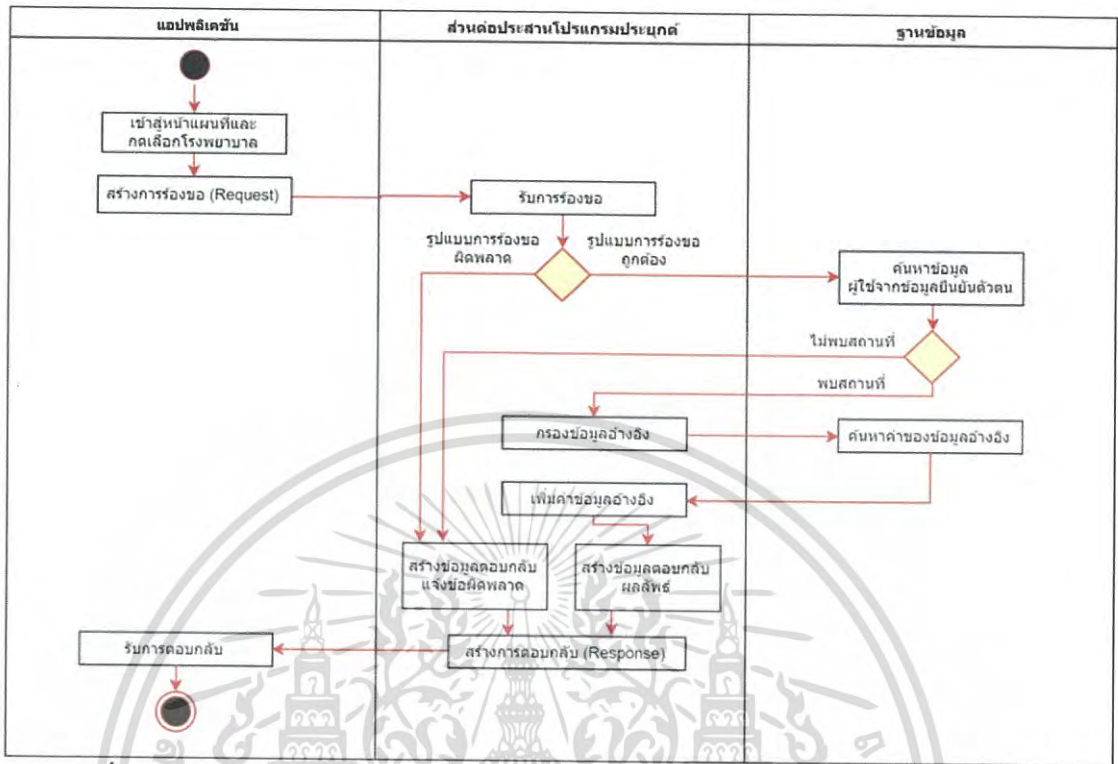 แอปพลิเคชัน
ส่วนต่อประสานโปรแกรมประยุกต์
ฐานข้อมูล
เข้าสู่หน้าแผนที่และ
กดเลือกโรงพยาบาล
สร้างการร้องขอ (Request)
รับการร้องขอ
รูปแบบการร้องขอ
ผิดพลาด
รูปแบบการร้องขอ
ถูกต้อง
ค้นหาข้อมูล
ผู้ใช้จากข้อมูลยืนยันตัวตน
ไม่พบสถานที่
พบสถานที่
กรองข้อมูลอ้างอิง
ค้นหาค่าของข้อมูลอ้างอิง
เพิ่มค่าข้อมูลอ้างอิง
สร้างข้อมูลตอบกลับ
แจ้งข้อผิดพลาด
สร้างข้อมูลตอบกลับ
ผลลัพธ์
รับการตอบกลับ
สร้างการตอบกลับ (Response)